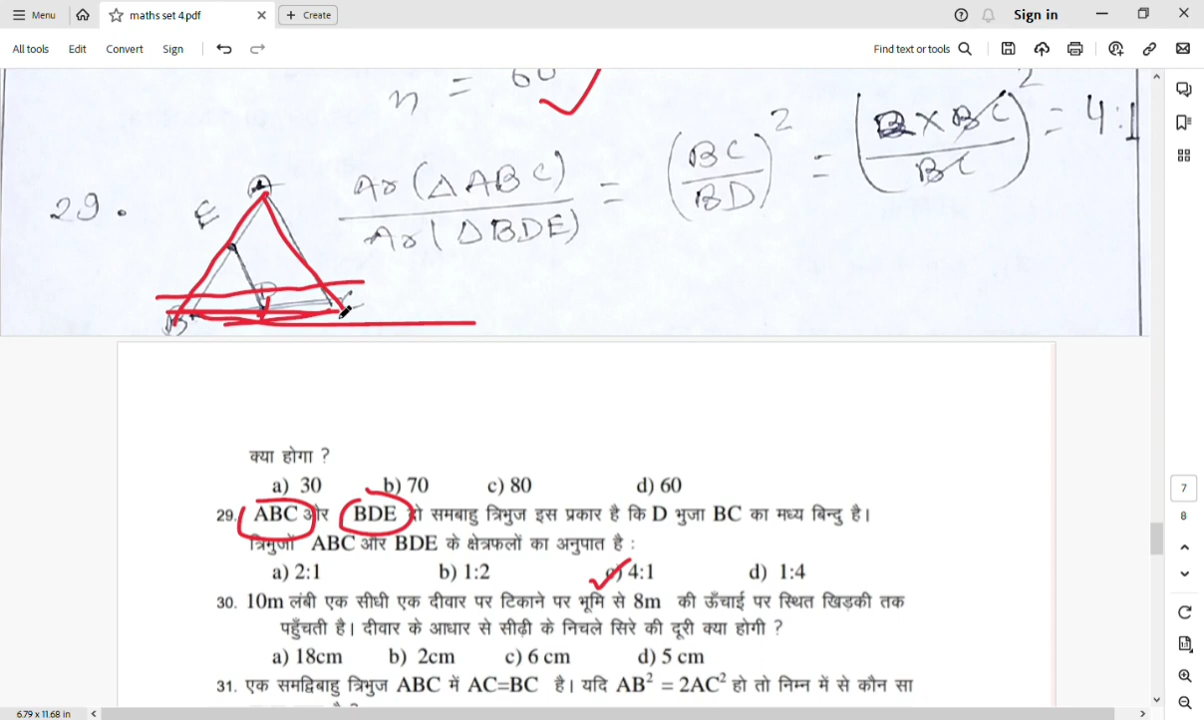 Menu maths set 4.pdf Create Sign in
All tools Edit Convert Sign Find text or tools
n = 60
29. E A Ar(ΔABC) / Ar(ΔBDE) = (BC/BD)² = (2×BC/BC)² = 4:1
B D C
क्या होगा ?
a) 30 b) 70 c) 80 d) 60
29. ABC और BDE दो समबाहु त्रिभुज इस प्रकार है कि D भुजा BC का मध्य बिन्दु है।
त्रिभुजों ABC और BDE के क्षेत्रफलों का अनुपात है :
a) 2:1 b) 1:2 c) 4:1 d) 1:4
30. 10m लंबी एक सीधी एक दीवार पर टिकाने पर भूमि से 8m की ऊँचाई पर स्थित खिड़की तक
पहुँचती है। दीवार के आधार से सीढ़ी के निचले सिरे की दूरी क्या होगी ?
a) 18cm b) 2cm c) 6 cm d) 5 cm
31. एक समद्विबाहु त्रिभुज ABC में AC=BC है। यदि AB² = 2AC² हो तो निम्न में से कौन सा
7
8
6.79 x 11.68 in